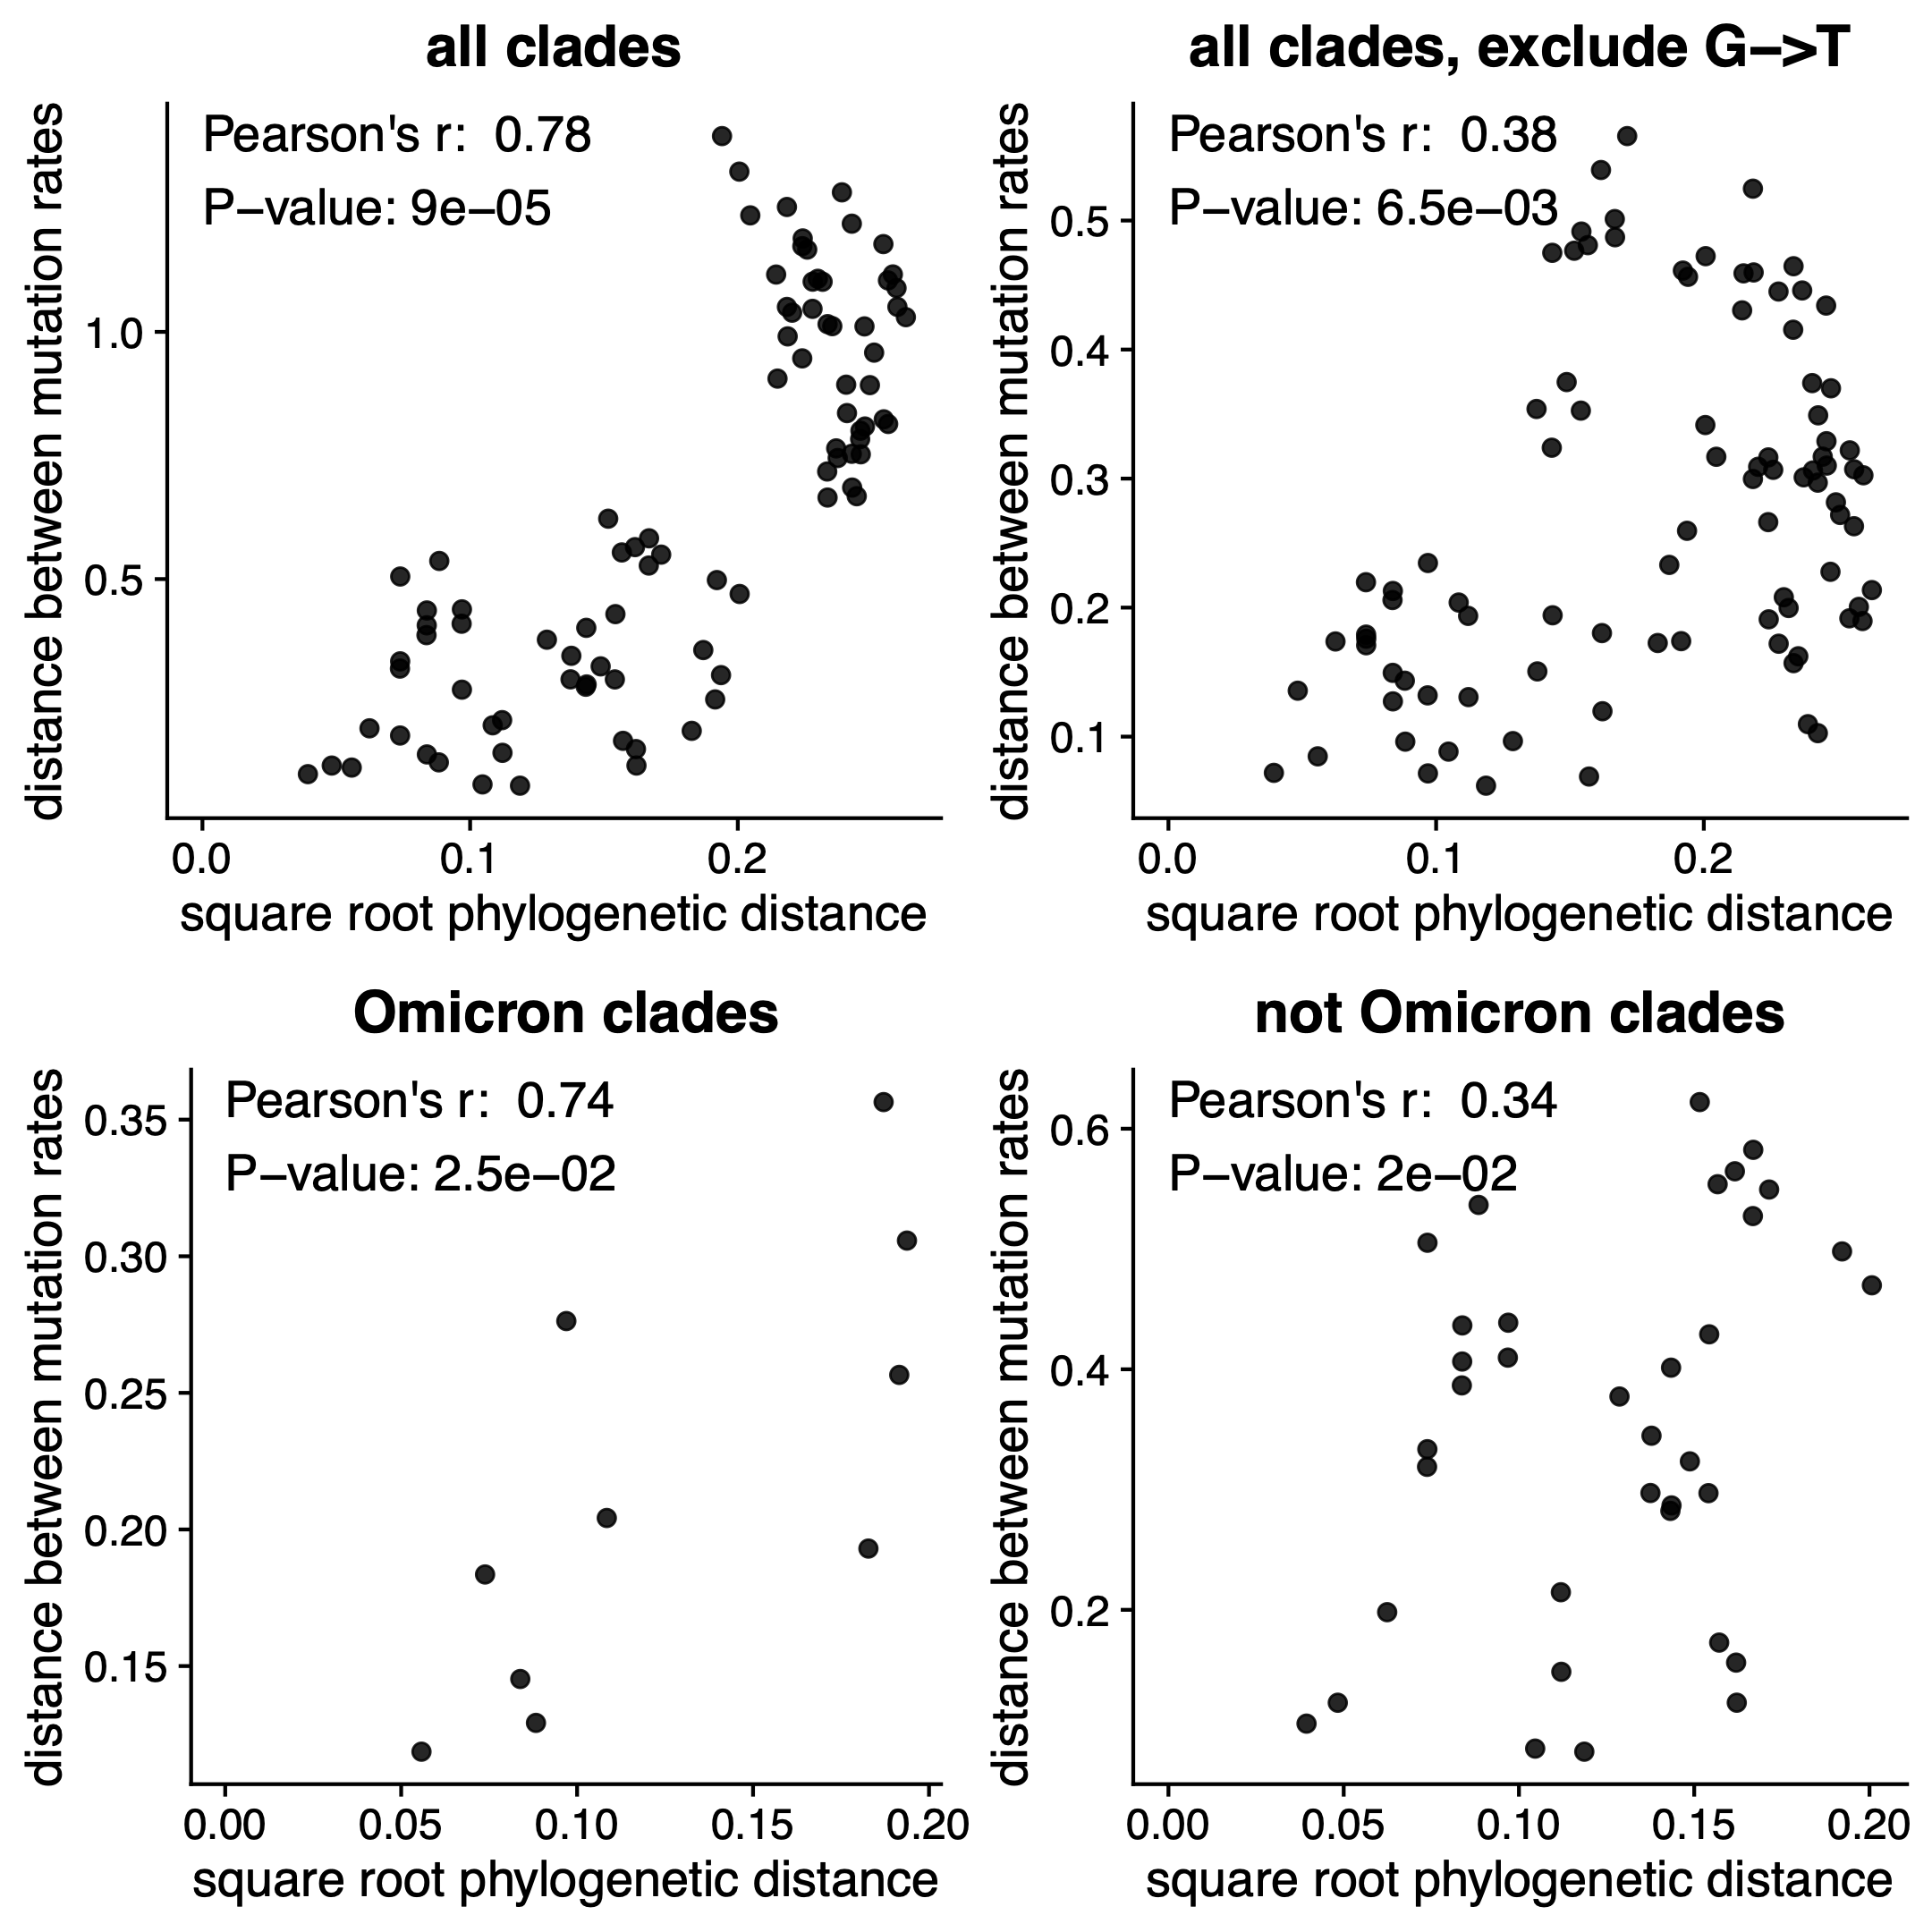 all clades
Pearson's r: 0.78
P−value: 9e−05
distance between mutation rates
1.0
0.5
0.0 0.1 0.2
square root phylogenetic distance
all clades, exclude G−>T
Pearson's r: 0.38
P−value: 6.5e−03
distance between mutation rates
0.5
0.4
0.3
0.2
0.1
0.0 0.1 0.2
square root phylogenetic distance
Omicron clades
Pearson's r: 0.74
P−value: 2.5e−02
distance between mutation rates
0.35
0.30
0.25
0.20
0.15
0.00 0.05 0.10 0.15 0.20
square root phylogenetic distance
not Omicron clades
Pearson's r: 0.34
P−value: 2e−02
distance between mutation rates
0.6
0.4
0.2
0.00 0.05 0.10 0.15 0.20
square root phylogenetic distance